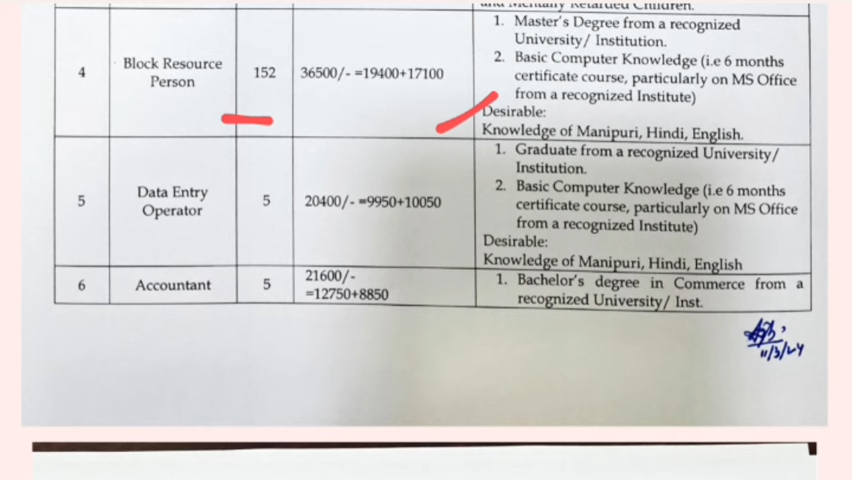 and Mentally Retarded Children.
4
Block Resource
Person
152
36500/- =19400+17100
1. Master's Degree from a recognized
University/ Institution.
2. Basic Computer Knowledge (i.e 6 months
certificate course, particularly on MS Office
from a recognized Institute)
Desirable:
Knowledge of Manipuri, Hindi, English.
5
Data Entry
Operator
5
20400/- =9950+10050
1. Graduate from a recognized University/
Institution.
2. Basic Computer Knowledge (i.e 6 months
certificate course, particularly on MS Office
from a recognized Institute)
Desirable:
Knowledge of Manipuri, Hindi, English
6
Accountant
5
21600/-
=12750+8850
1. Bachelor's degree in Commerce from a
recognized University/ Inst.
11/3/24